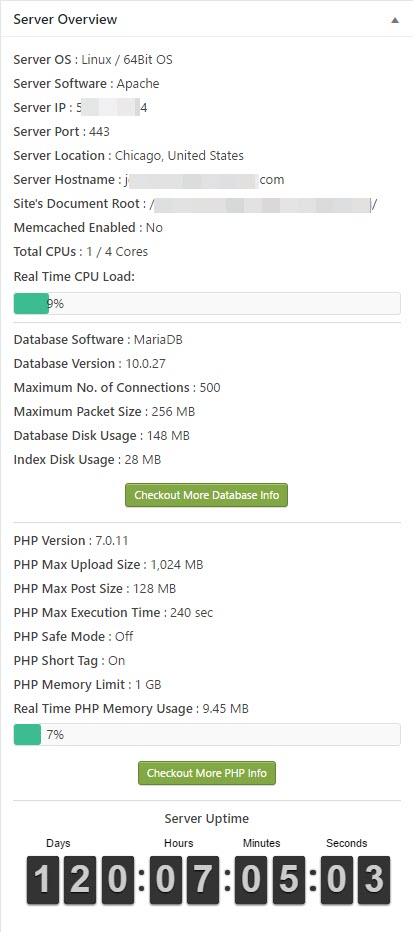 Server Overview
Server OS : Linux / 64Bit OS
Server Software : Apache
Server IP : 5 4
Server Port : 443
Server Location : Chicago, United States
Server Hostname : j com
Site's Document Root : / /
Memcached Enabled : No
Total CPUs : 1 / 4 Cores
Real Time CPU Load:
9%
Database Software : MariaDB
Database Version : 10.0.27
Maximum No. of Connections : 500
Maximum Packet Size : 256 MB
Database Disk Usage : 148 MB
Index Disk Usage : 28 MB
Checkout More Database Info
PHP Version : 7.0.11
PHP Max Upload Size : 1,024 MB
PHP Max Post Size : 128 MB
PHP Max Execution Time : 240 sec
PHP Safe Mode : Off
PHP Short Tag : On
PHP Memory Limit : 1 GB
Real Time PHP Memory Usage : 9.45 MB
7%
Checkout More PHP Info
Server Uptime
Days Hours Minutes Seconds
120:07:05:03